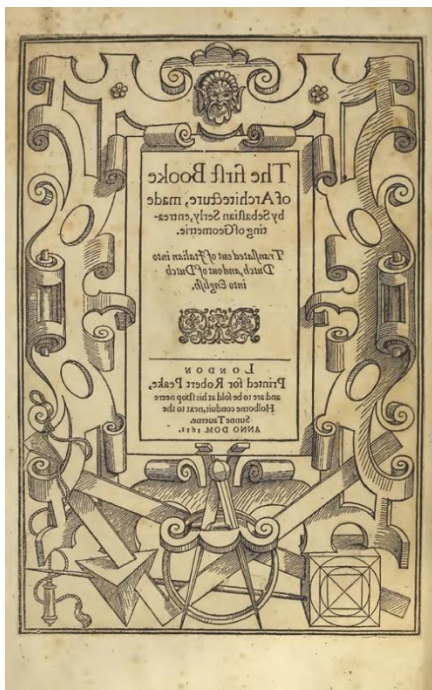 The firſt Booke
of Architecture, made
by Sebaſtian Serly, entrea-
ting of Geometrie.
Tranſlated out of Italian into
Dutch, and out of Dutch
into Engliſh.
LONDON
Printed for Robert Peake,
and are to be ſold at his ſhop neere
Holborne conduit, next to the
Sunne Tauerne.
ANNO DOM. 1611.